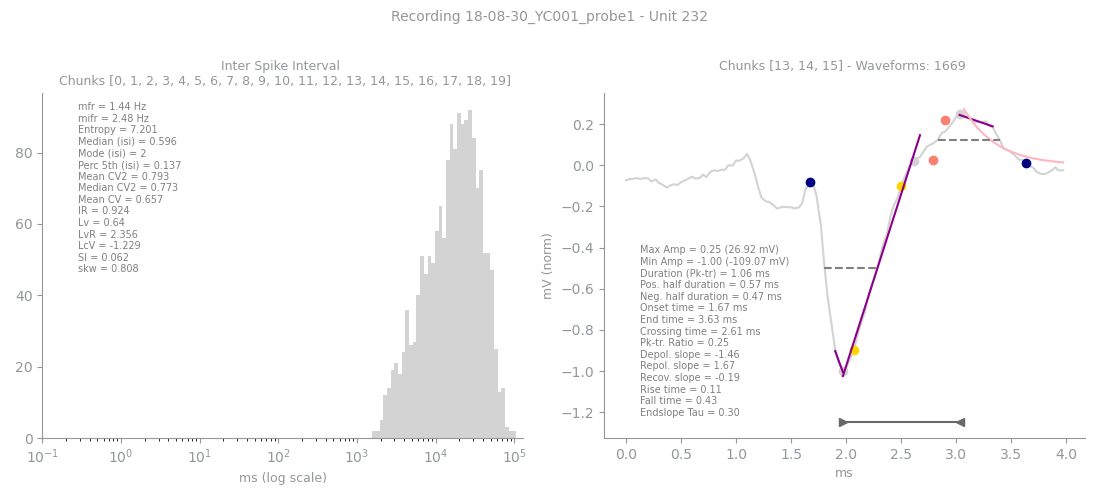 Recording 18-08-30_YC001_probe1 - Unit 232
Inter Spike Interval
Chunks [0, 1, 2, 3, 4, 5, 6, 7, 8, 9, 10, 11, 12, 13, 14, 15, 16, 17, 18, 19]
mfr = 1.44 Hz
mifr = 2.48 Hz
Entropy = 7.201
Median (isi) = 0.596
Mode (isi) = 2
Perc 5th (isi) = 0.137
Mean CV2 = 0.793
Median CV2 = 0.773
Mean CV = 0.657
IR = 0.924
Lv = 0.64
LvR = 2.356
LcV = -1.229
SI = 0.062
skw = 0.808
80
60
40
20
0
10⁻¹ 10⁰ 10¹ 10² 10³ 10⁴ 10⁵
ms (log scale)
Chunks [13, 14, 15] - Waveforms: 1669
mV (norm)
0.2
0.0
−0.2
−0.4
−0.6
−0.8
−1.0
−1.2
Max Amp = 0.25 (26.92 mV)
Min Amp = -1.00 (-109.07 mV)
Duration (Pk-tr) = 1.06 ms
Pos. half duration = 0.57 ms
Neg. half duration = 0.47 ms
Onset time = 1.67 ms
End time = 3.63 ms
Crossing time = 2.61 ms
Pk-tr. Ratio = 0.25
Depol. slope = -1.46
Repol. slope = 1.67
Recov. slope = -0.19
Rise time = 0.11
Fall time = 0.43
Endslope Tau = 0.30
0.0 0.5 1.0 1.5 2.0 2.5 3.0 3.5 4.0
ms